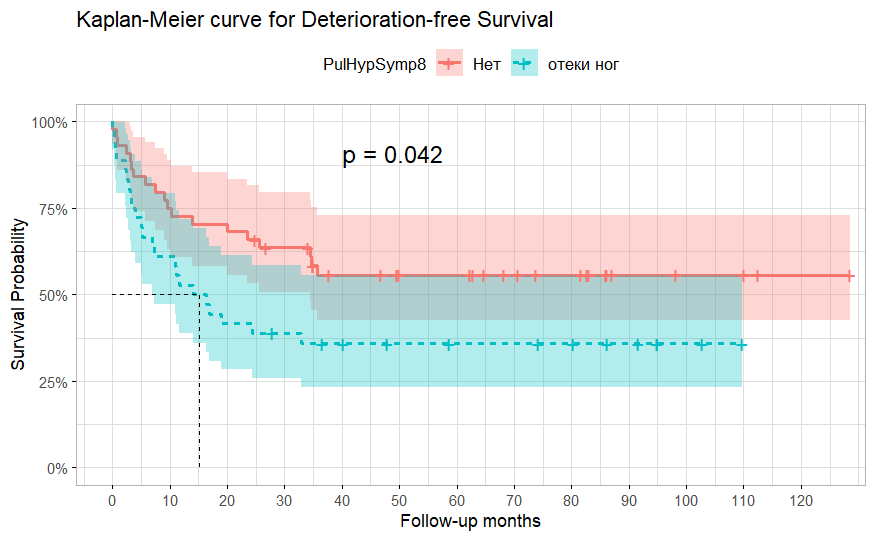 Kaplan-Meier curve for Deterioration-free Survival
PulHypSymp8 Нет отеки ног
100%
75%
50%
25%
0%
Survival Probability
p = 0.042
0 10 20 30 40 50 60 70 80 90 100 110 120
Follow-up months